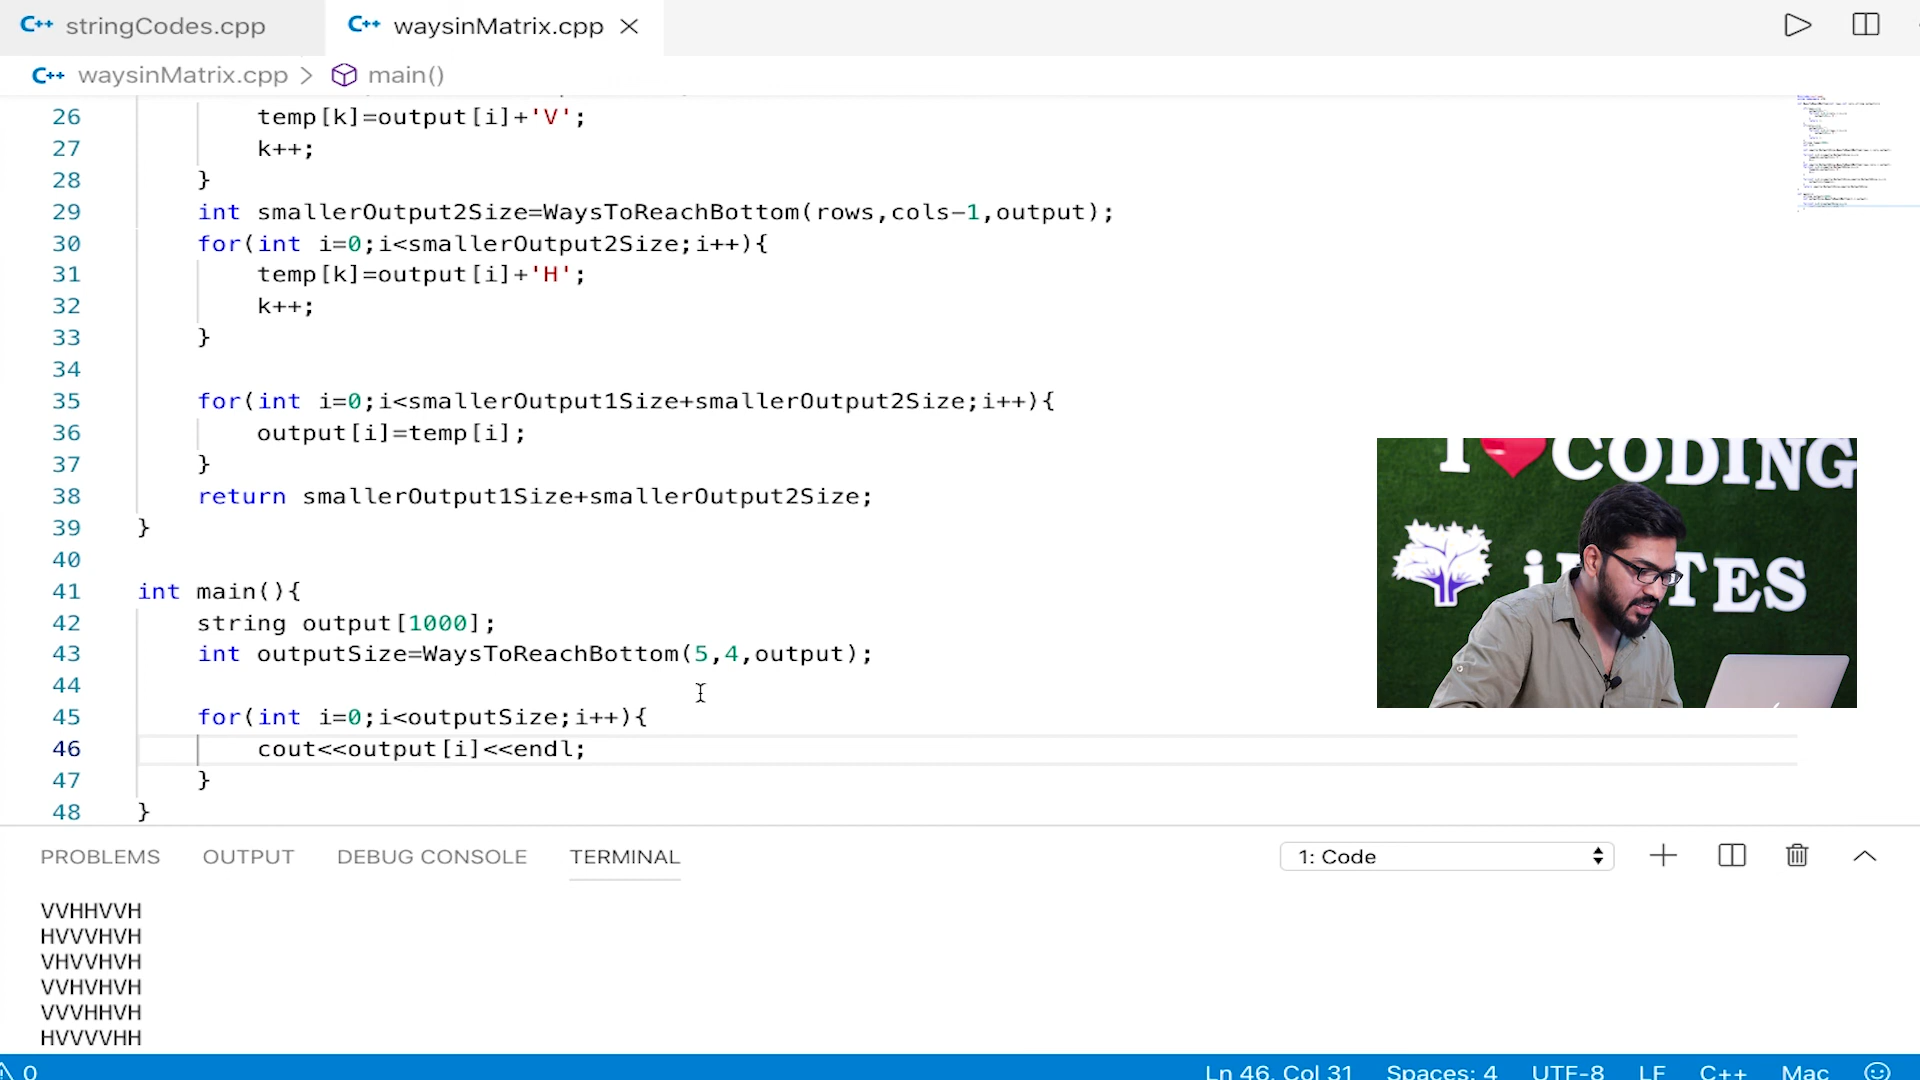 C++ stringCodes.cpp C++ waysinMatrix.cpp
C++ waysinMatrix.cpp > main()
26 temp[k]=output[i]+'V';
27 k++;
28 }
29 int smallerOutput2Size=WaysToReachBottom(rows,cols-1,output);
30 for(int i=0;i<smallerOutput2Size;i++){
31 temp[k]=output[i]+'H';
32 k++;
33 }
34
35 for(int i=0;i<smallerOutput1Size+smallerOutput2Size;i++){
36 output[i]=temp[i];
37 }
38 return smallerOutput1Size+smallerOutput2Size;
39 }
40
41 int main(){
42 string output[1000];
43 int outputSize=WaysToReachBottom(5,4,output);
44
45 for(int i=0;i<outputSize;i++){
46 cout<<output[i]<<endl;
47 }
48 }
I CODING
TES
PROBLEMS OUTPUT DEBUG CONSOLE TERMINAL 1: Code
VVHHVVH
HVVVHVH
VHVVHVH
VVHVHVH
VVVHHVH
HVVVVHH
0 Ln 46, Col 31 Spaces: 4 UTF-8 LF C++ Mac